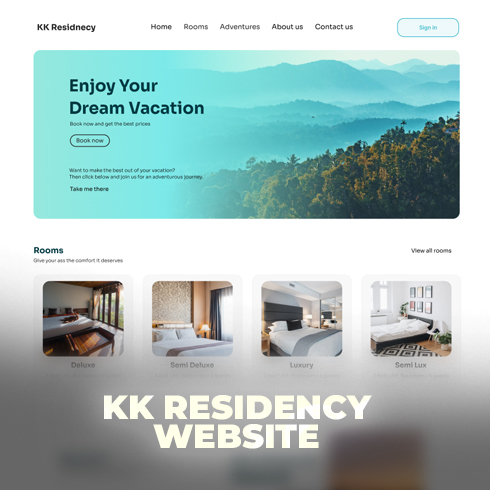 KK Residnecy
Home Rooms Adventures About us Contact us
Sign in
Enjoy Your
Dream Vacation
Book now and get the best prices
Book now
Want to make the best out of your vacation?
Then click below and join us for an adventurous journey.
Take me there
Rooms
View all rooms
Give your ass the comfort it deserves
Deluxe
Semi Deluxe
Luxury
Semi Lux
KK RESIDENCY
WEBSITE